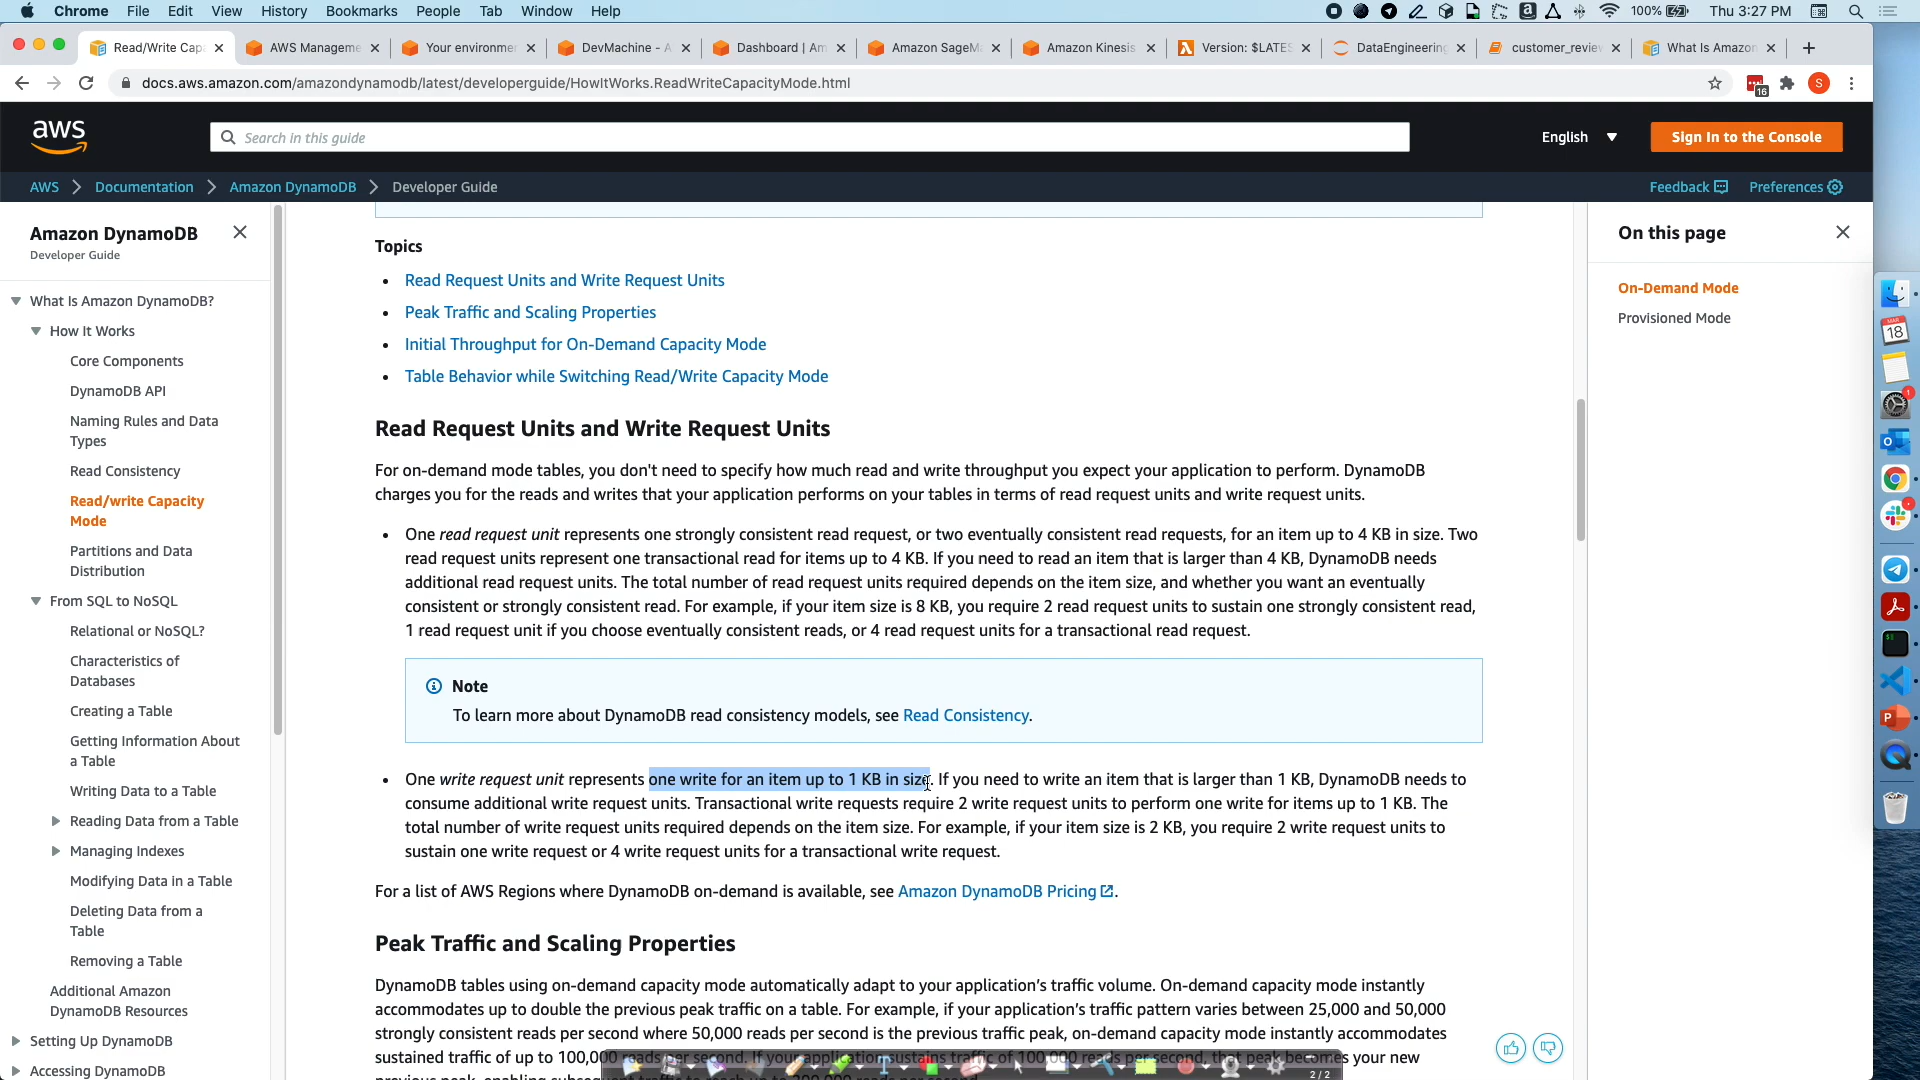 Chrome File Edit View History Bookmarks People Tab Window Help
100% Thu 3:27 PM
Read/Write Cap
AWS Manageme
Your environme
DevMachine - A
Dashboard | Am
Amazon SageM
Amazon Kinesis
Version: $LATES
DataEngineering
customer_review
What Is Amazon
docs.aws.amazon.com/amazondynamodb/latest/developerguide/HowItWorks.ReadWriteCapacityMode.html
16
S
aws
Search in this guide
English
Sign In to the Console
AWS Documentation Amazon DynamoDB Developer Guide
Feedback
Preferences
Amazon DynamoDB
Developer Guide
What Is Amazon DynamoDB?
How It Works
Core Components
DynamoDB API
Naming Rules and Data
Types
Read Consistency
Read/write Capacity
Mode
Partitions and Data
Distribution
From SQL to NoSQL
Relational or NoSQL?
Characteristics of
Databases
Creating a Table
Getting Information About
a Table
Writing Data to a Table
Reading Data from a Table
Managing Indexes
Modifying Data in a Table
Deleting Data from a
Table
Removing a Table
Additional Amazon
DynamoDB Resources
Setting Up DynamoDB
Accessing DynamoDB
Topics
• Read Request Units and Write Request Units
• Peak Traffic and Scaling Properties
• Initial Throughput for On-Demand Capacity Mode
• Table Behavior while Switching Read/Write Capacity Mode
Read Request Units and Write Request Units
For on-demand mode tables, you don't need to specify how much read and write throughput you expect your application to perform. DynamoDB
charges you for the reads and writes that your application performs on your tables in terms of read request units and write request units.
• One read request unit represents one strongly consistent read request, or two eventually consistent read requests, for an item up to 4 KB in size. Two
read request units represent one transactional read for items up to 4 KB. If you need to read an item that is larger than 4 KB, DynamoDB needs
additional read request units. The total number of read request units required depends on the item size, and whether you want an eventually
consistent or strongly consistent read. For example, if your item size is 8 KB, you require 2 read request units to sustain one strongly consistent read,
1 read request unit if you choose eventually consistent reads, or 4 read request units for a transactional read request.
Note
To learn more about DynamoDB read consistency models, see Read Consistency.
• One write request unit represents one write for an item up to 1 KB in size. If you need to write an item that is larger than 1 KB, DynamoDB needs to
consume additional write request units. Transactional write requests require 2 write request units to perform one write for items up to 1 KB. The
total number of write request units required depends on the item size. For example, if your item size is 2 KB, you require 2 write request units to
sustain one write request or 4 write request units for a transactional write request.
For a list of AWS Regions where DynamoDB on-demand is available, see Amazon DynamoDB Pricing.
Peak Traffic and Scaling Properties
DynamoDB tables using on-demand capacity mode automatically adapt to your application's traffic volume. On-demand capacity mode instantly
accommodates up to double the previous peak traffic on a table. For example, if your application's traffic pattern varies between 25,000 and 50,000
strongly consistent reads per second where 50,000 reads per second is the previous traffic peak, on-demand capacity mode instantly accommodates
sustained traffic of up to 100,000 reads per second. If your application sustains traffic of 100,000 reads per second, that peak becomes your new
2 / 2
On this page
On-Demand Mode
Provisioned Mode
MAR
18
1